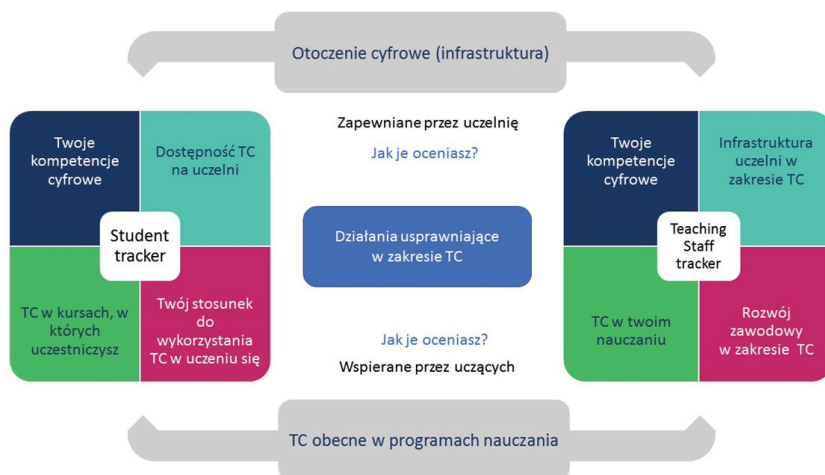 Otoczenie cyfrowe (infrastruktura)
Twoje
kompetencje
cyfrowe
Dostępność TC
na uczelni
Student
tracker
TC w kursach, w
których
uczestniczysz
Twój stosunek
do
wykorzystania
TC w uczeniu się
Zapewniane przez uczelnię
Jak je oceniasz?
Działania usprawniające
w zakresie TC
Jak je oceniasz?
Wspierane przez uczących
Twoje
kompetencje
cyfrowe
Infrastruktura
uczelni w
zakresie TC
Teaching
Staff
tracker
TC w twoim
nauczaniu
Rozwój
zawodowy
w zakresie TC
TC obecne w programach nauczania